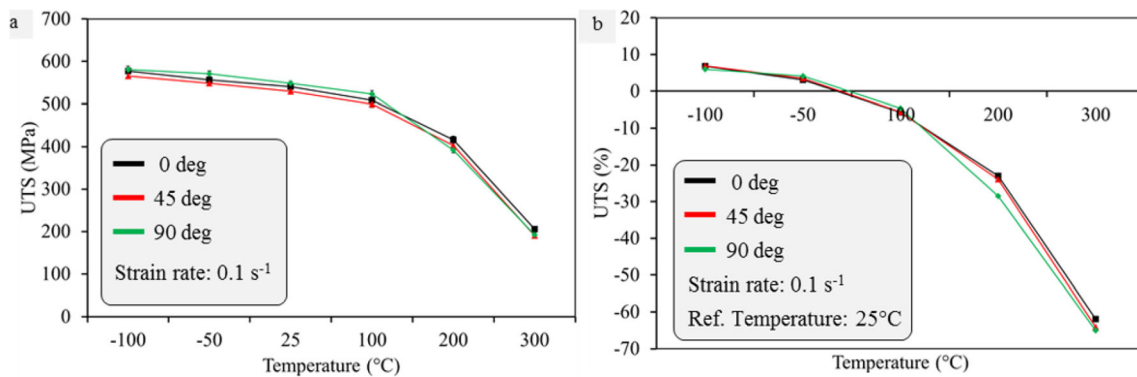 a
700
600
500
400
300
200
100
0
UTS (MPa)
0 deg
45 deg
90 deg
Strain rate: 0.1 s⁻¹
-100 -50 25 100 200 300
Temperature (°C)
b
20
10
0
-10
-20
-30
-40
-50
-60
-70
UTS (%)
-100 -50 100 200 300
0 deg
45 deg
90 deg
Strain rate: 0.1 s⁻¹
Ref. Temperature: 25°C
Temperature (°C)